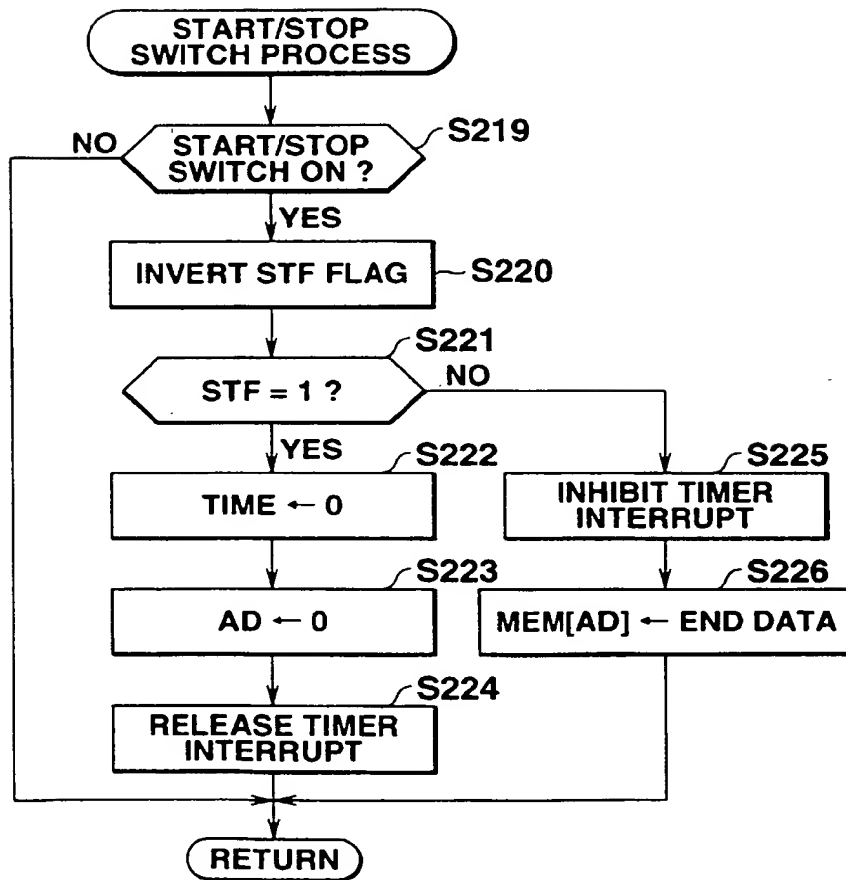 START/STOP
SWITCH PROCESS
NO
START/STOP
SWITCH ON ?
S219
YES
INVERT STF FLAG
S220
S221
STF = 1 ?
NO
YES
S222
TIME ← 0
S225
INHIBIT TIMER
INTERRUPT
S223
AD ← 0
S226
MEM[AD] ← END DATA
S224
RELEASE TIMER
INTERRUPT
RETURN